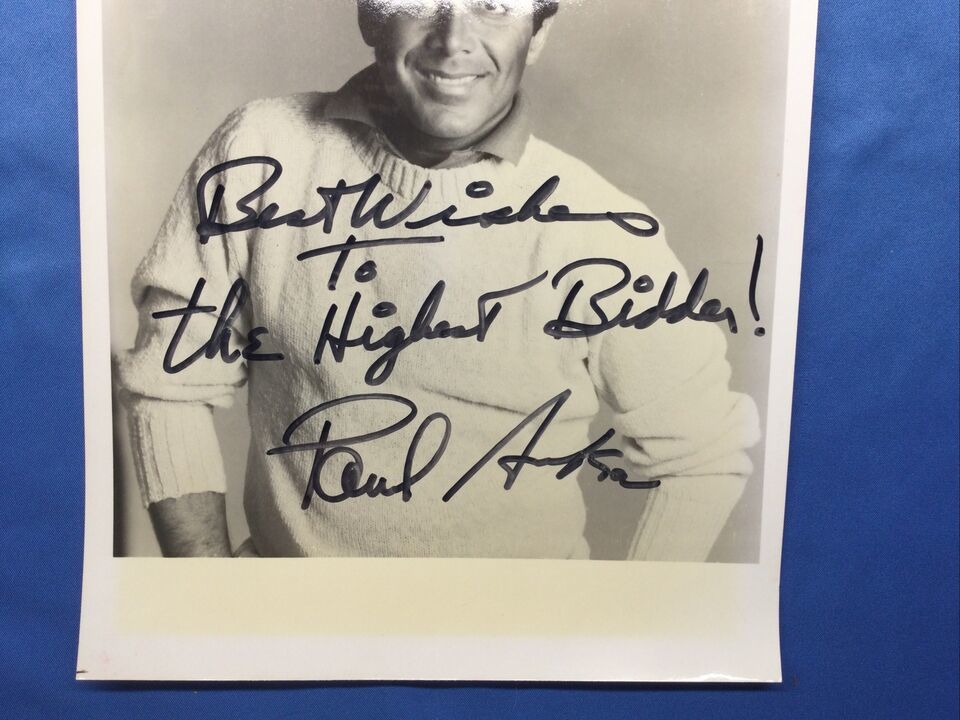 Best Wishes
To
the Highest Bidder!
Paul Anka